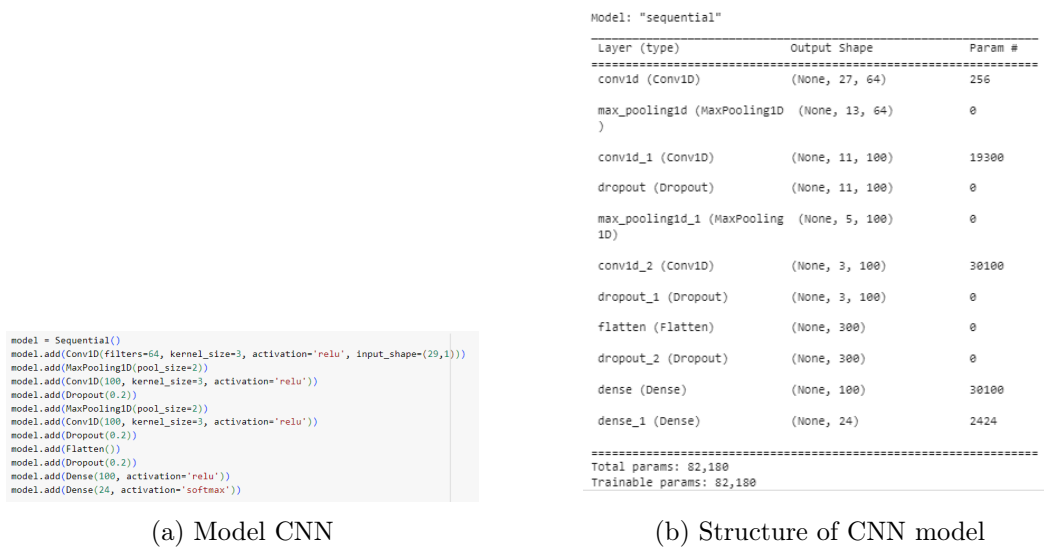 model = Sequential()
model.add(Conv1D(filters=64, kernel_size=3, activation='relu', input_shape=(29,1)))
model.add(MaxPooling1D(pool_size=2))
model.add(Conv1D(100, kernel_size=3, activation='relu'))
model.add(Dropout(0.2))
model.add(MaxPooling1D(pool_size=2))
model.add(Conv1D(100, kernel_size=3, activation='relu'))
model.add(Dropout(0.2))
model.add(Flatten())
model.add(Dropout(0.2))
model.add(Dense(100, activation='relu'))
model.add(Dense(24, activation='softmax'))
(a) Model CNN
Model: "sequential"
Layer (type) Output Shape Param #
conv1d (Conv1D) (None, 27, 64) 256
max_pooling1d (MaxPooling1D (None, 13, 64) 0
)
conv1d_1 (Conv1D) (None, 11, 100) 19300
dropout (Dropout) (None, 11, 100) 0
max_pooling1d_1 (MaxPooling (None, 5, 100) 0
1D)
conv1d_2 (Conv1D) (None, 3, 100) 30100
dropout_1 (Dropout) (None, 3, 100) 0
flatten (Flatten) (None, 300) 0
dropout_2 (Dropout) (None, 300) 0
dense (Dense) (None, 100) 30100
dense_1 (Dense) (None, 24) 2424
Total params: 82,180
Trainable params: 82,180
(b) Structure of CNN model